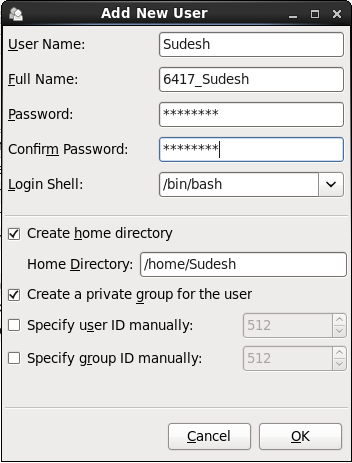 Add New User
User Name: Sudesh
Full Name: 6417_Sudesh
Password: ********
Confirm Password: ********
Login Shell: /bin/bash
Create home directory
Home Directory: /home/Sudesh
Create a private group for the user
Specify user ID manually: 512
Specify group ID manually: 512
Cancel OK